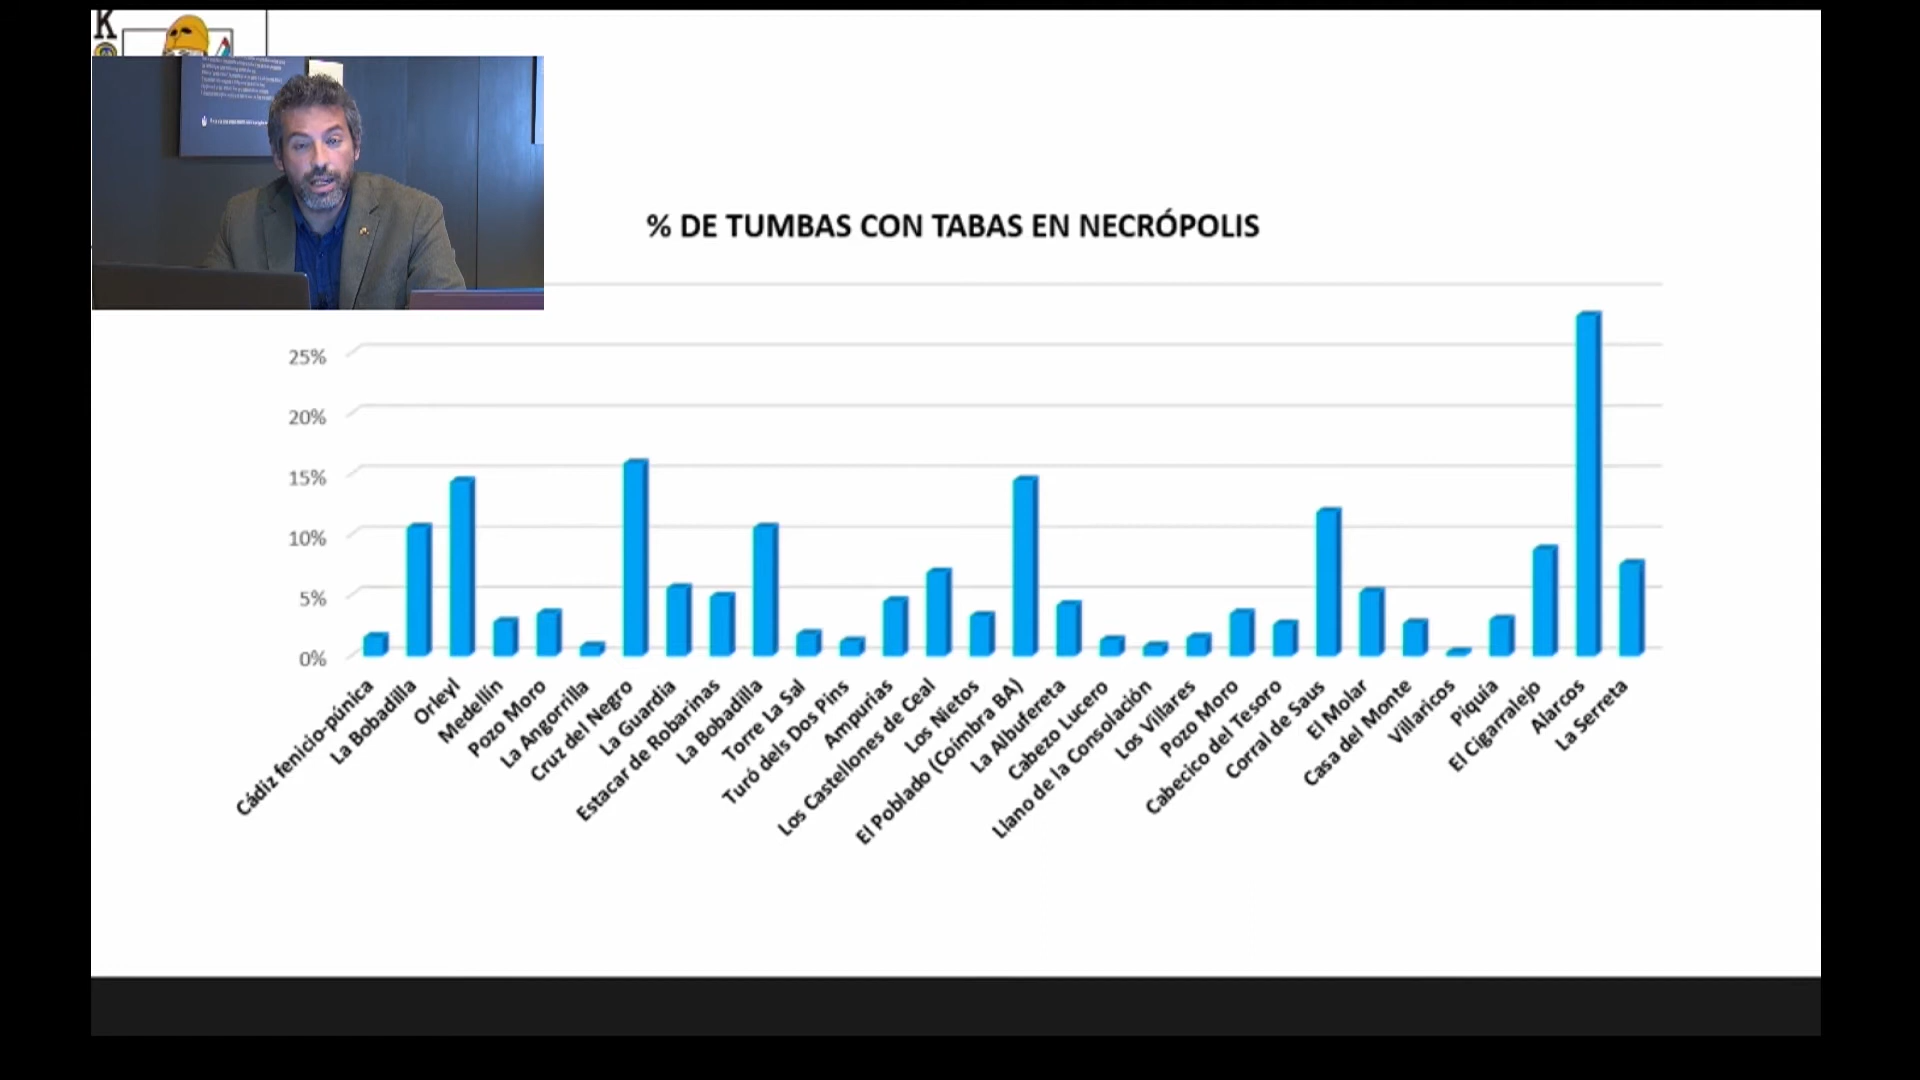 K
% DE TUMBAS CON TABAS EN NECRÓPOLIS
25%
20%
15%
10%
5%
0%
Cádiz fenicio-púnica
La Bobadilla
Orleyl
Medellín
Pozo Moro
La Angorrilla
Cruz del Negro
La Guardia
Estacar de Robarinas
La Bobadilla
Torre La Sal
Turó dels Dos Pins
Ampurias
Los Castellones de Ceal
Los Nietos
El Poblado (Coimbra BA)
La Albufereta
Cabezo Lucero
Llano de la Consolación
Los Villares
Pozo Moro
Cabecico del Tesoro
Corral de Saus
El Molar
Casa del Monte
Villaricos
Piquía
El Cigarralejo
Alarcos
La Serreta